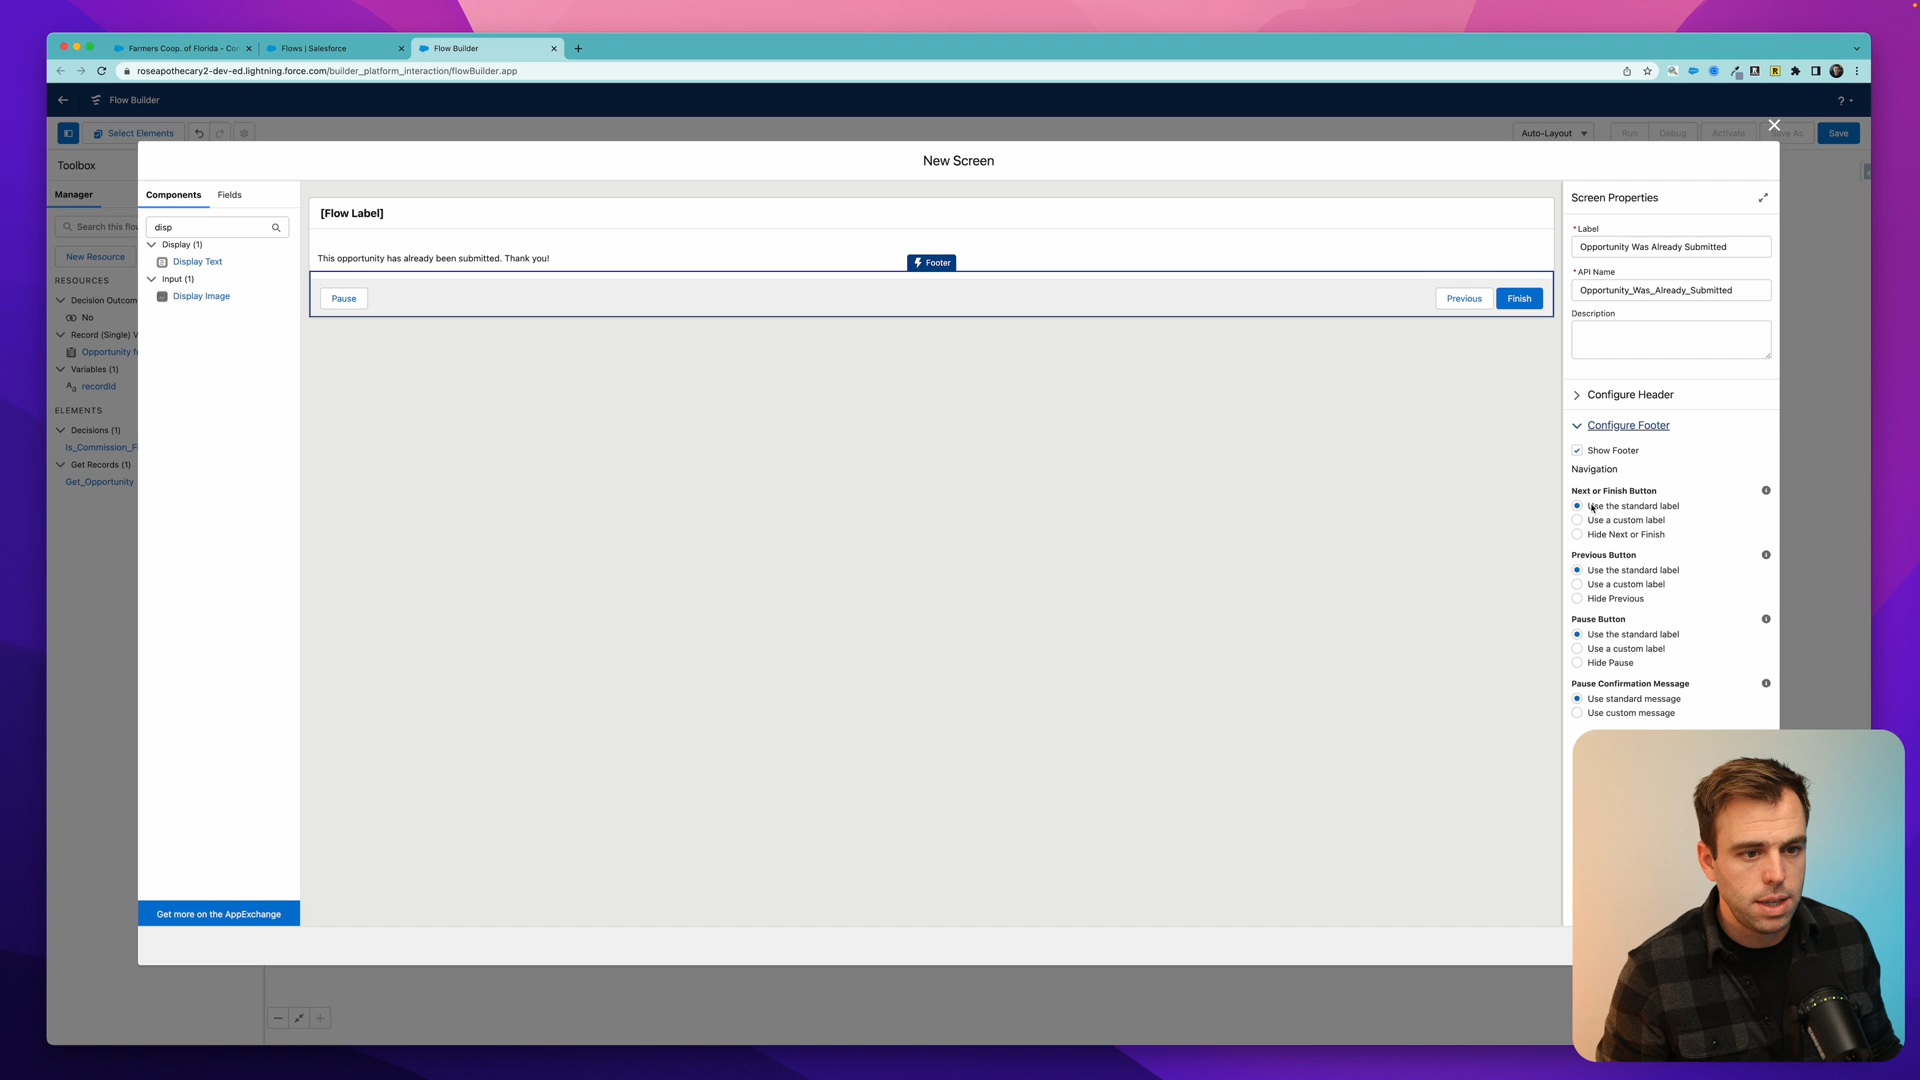 Farmers Coop. of Florida - Con
Flows | Salesforce
Flow Builder
roseapothecary2-dev-ed.lightning.force.com/builder_platform_interaction/flowBuilder.app
Flow Builder
Select Elements
Auto-Layout
Run
Debug
Activate
Save As
Save
Toolbox
Manager
Search this flow
New Resource
RESOURCES
Decision Outcom
No
Record (Single) V
Opportunity fr
Variables (1)
recordId
ELEMENTS
Decisions (1)
Is_Commission_F
Get Records (1)
Get_Opportunity
New Screen
Components
Fields
disp
Display (1)
Display Text
Input (1)
Display Image
Get more on the AppExchange
[Flow Label]
This opportunity has already been submitted. Thank you!
Footer
Pause
Previous
Finish
Screen Properties
* Label
Opportunity Was Already Submitted
* API Name
Opportunity_Was_Already_Submitted
Description
Configure Header
Configure Footer
Show Footer
Navigation
Next or Finish Button
Use the standard label
Use a custom label
Hide Next or Finish
Previous Button
Use the standard label
Use a custom label
Hide Previous
Pause Button
Use the standard label
Use a custom label
Hide Pause
Pause Confirmation Message
Use standard message
Use custom message